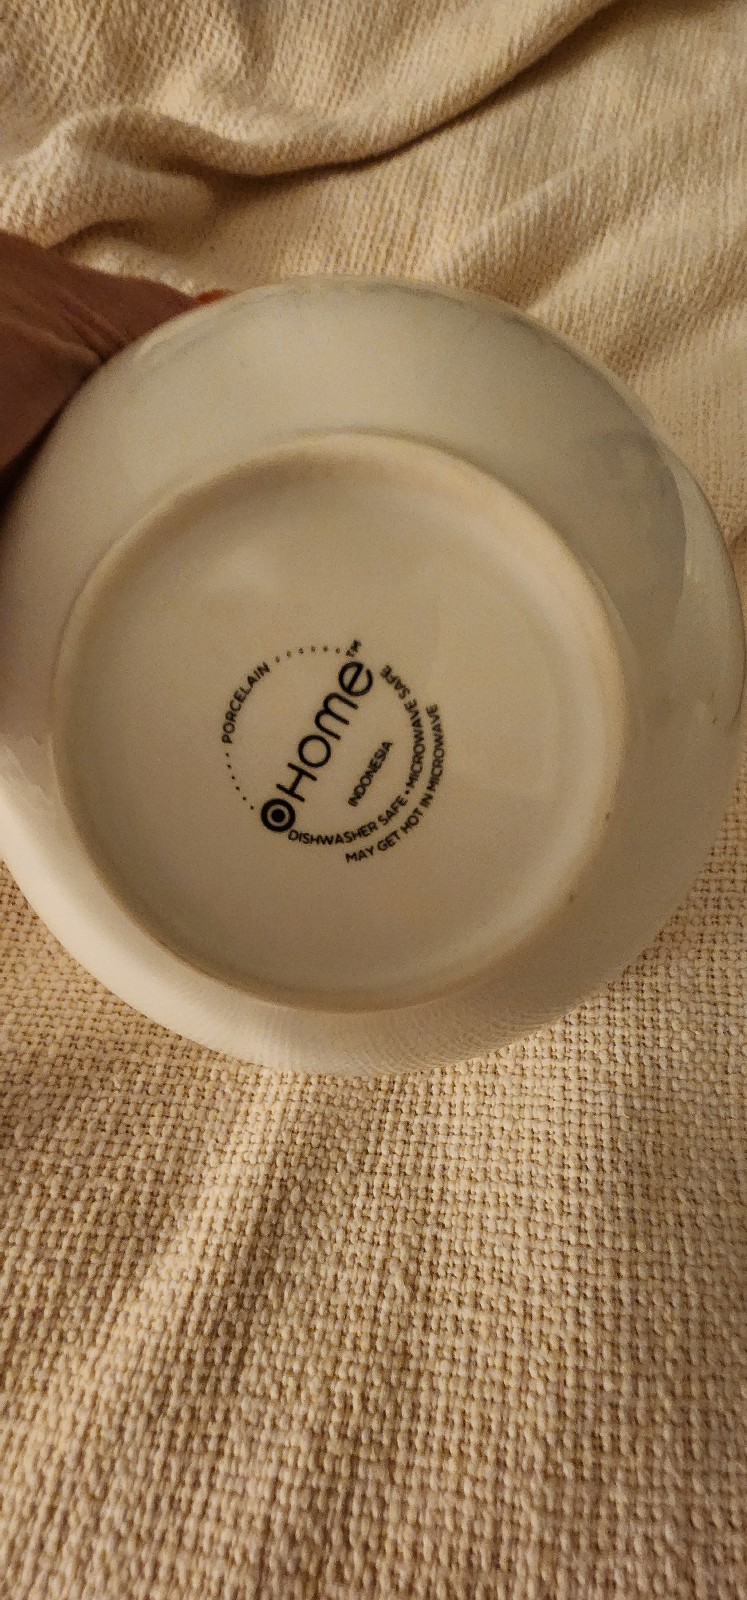 PORCELAIN
Home™
INDONESIA
DISHWASHER SAFE • MICROWAVE SAFE
MAY GET HOT IN MICROWAVE